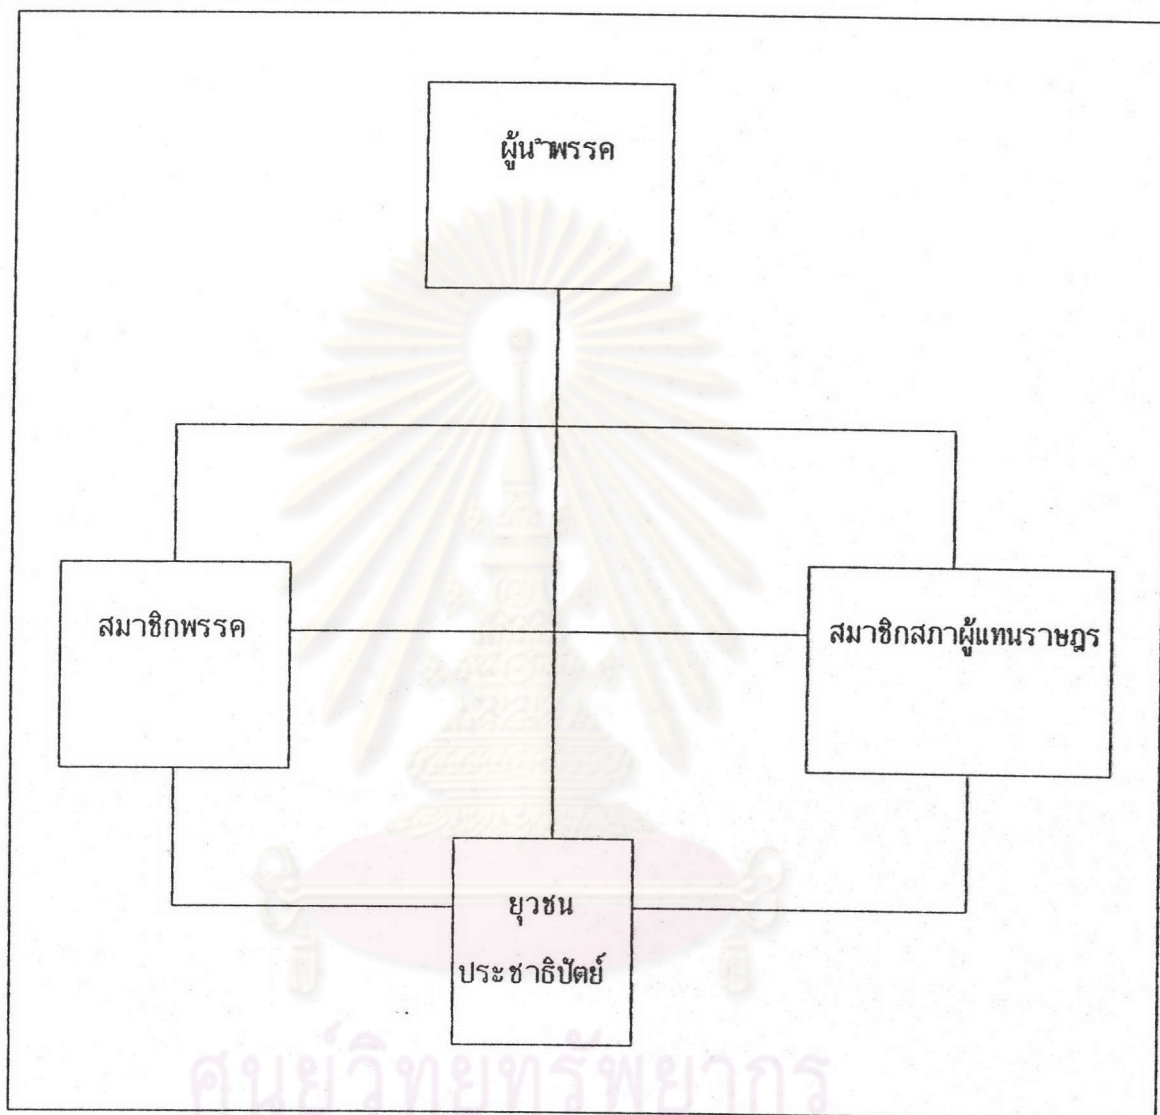 ผู้นำพรรค
สมาชิกพรรค
สมาชิกสภาผู้แทนราษฎร
ยุวชน
ประชาธิปัตย์
ศูนย์วิทยทรัพยากร